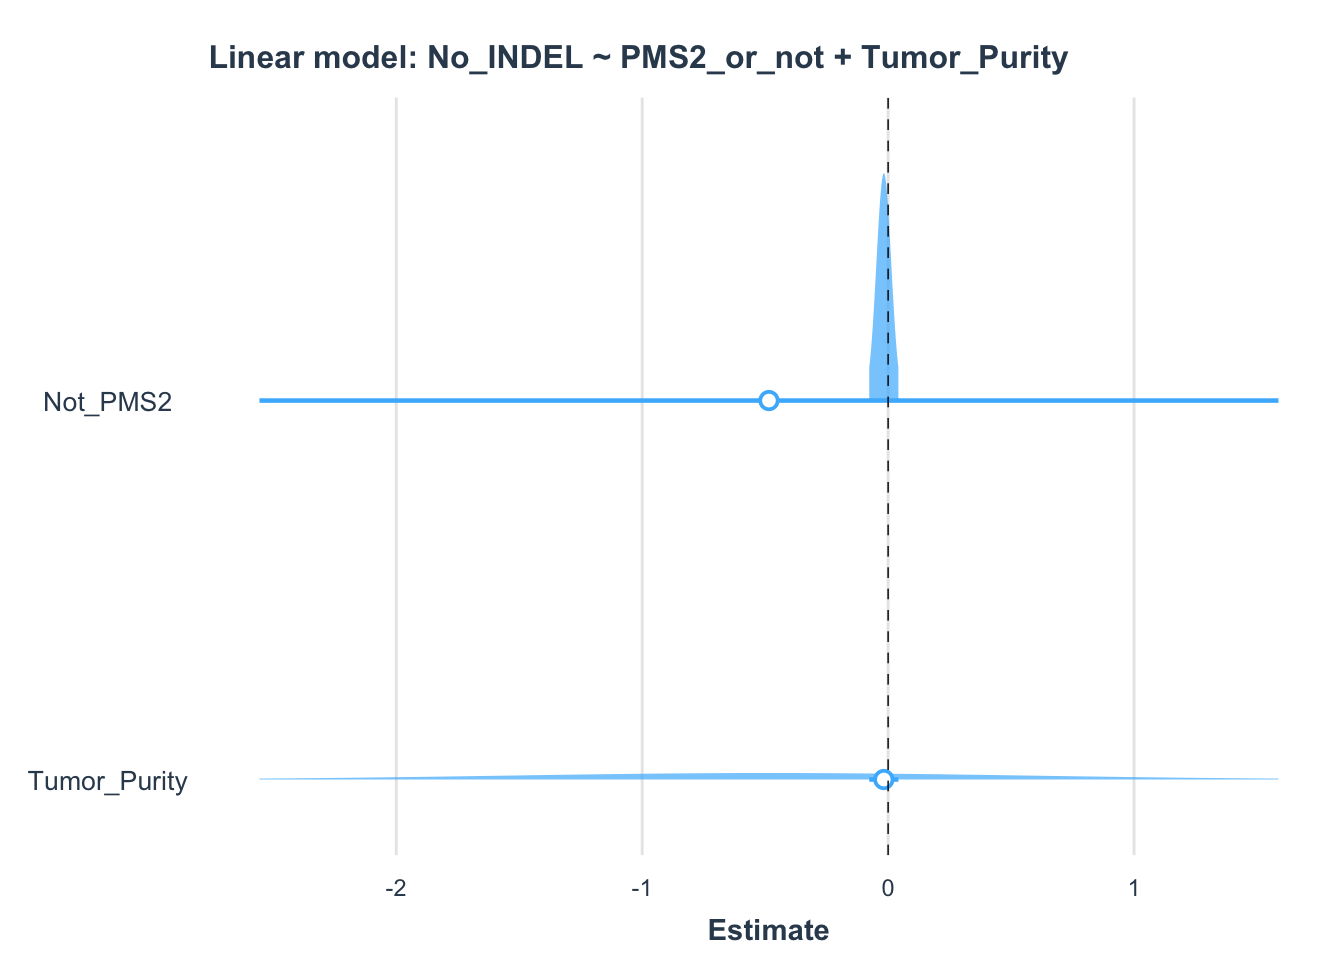 Linear model: No_INDEL ~ PMS2_or_not + Tumor_Purity
Not_PMS2
Tumor_Purity
-2 -1 0 1
Estimate